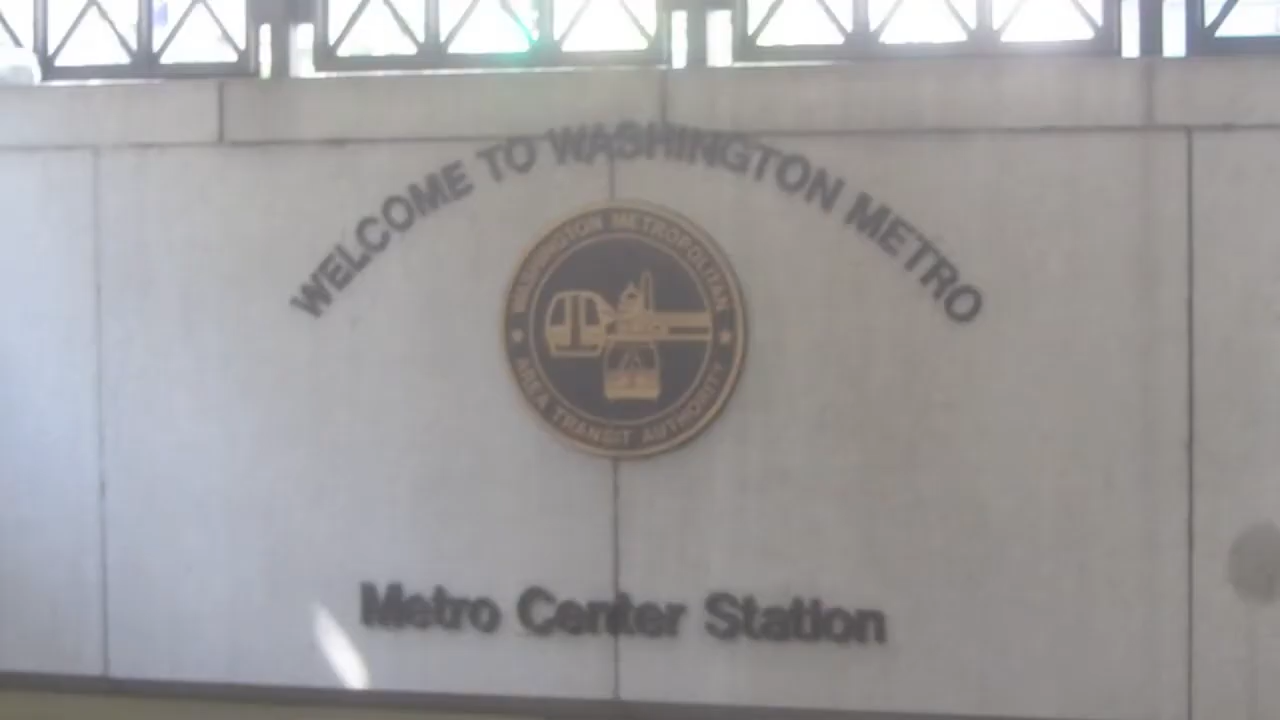 WELCOME TO WASHINGTON METRO
WASHINGTON METROPOLITAN
AREA TRANSIT AUTHORITY
Metro Center Station